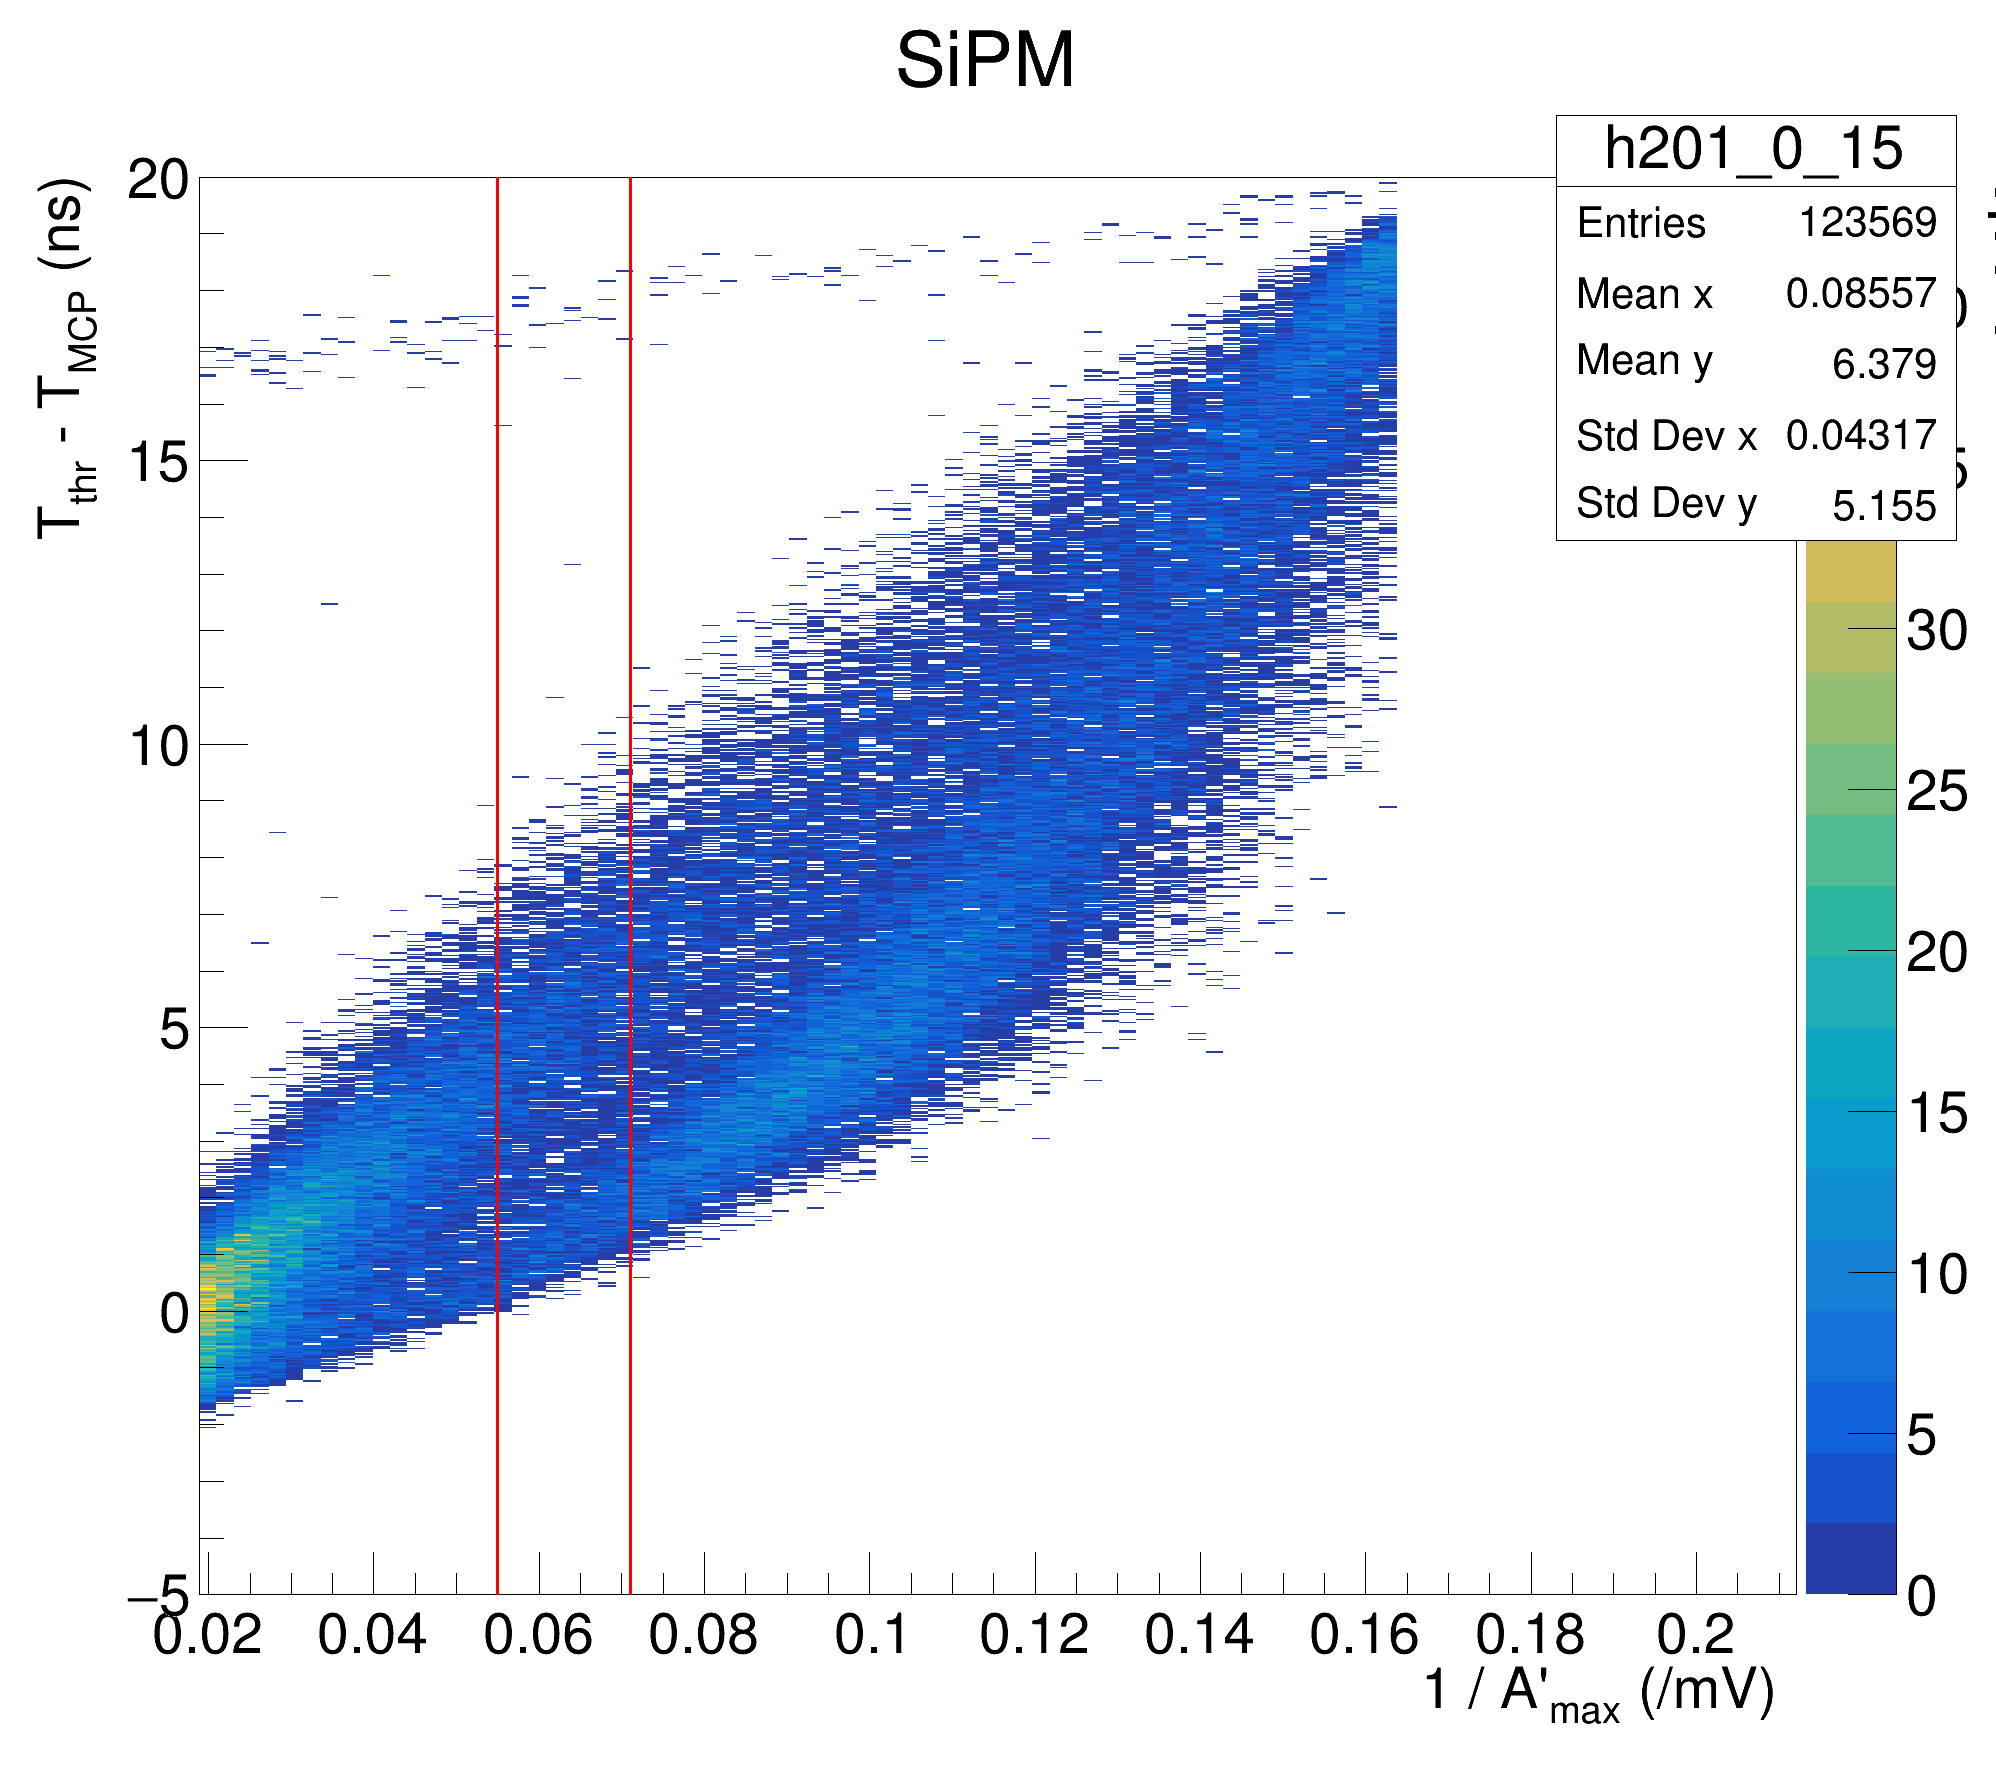 SiPM
h201_0_15
Entries 123569
Mean x 0.08557
Mean y 6.379
Std Dev x 0.04317
Std Dev y 5.155
T_thr - T_MCP (ns)
20
15
10
5
0
−5
0.02 0.04 0.06 0.08 0.1 0.12 0.14 0.16 0.18 0.2
1 / A'_max (/mV)
30
25
20
15
10
5
0